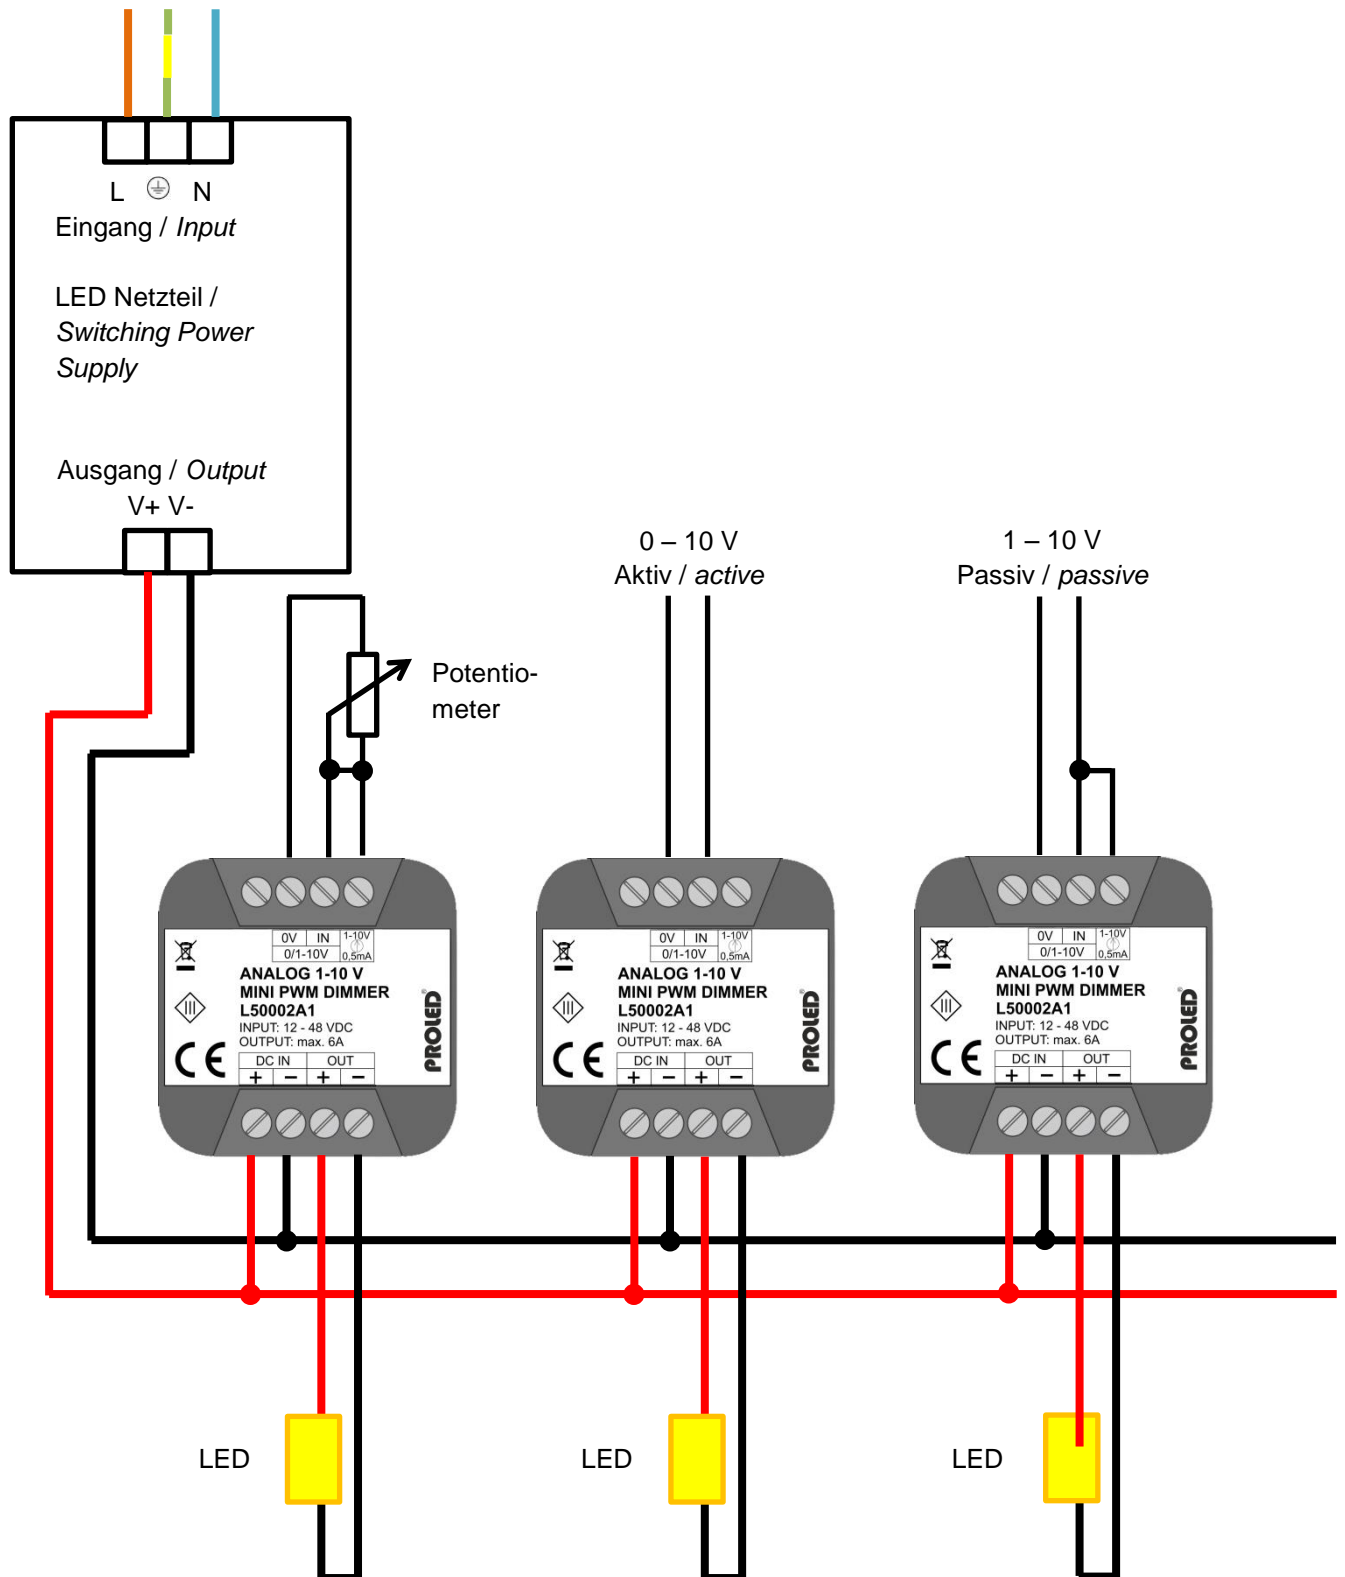 L N
Eingang / Input
LED Netzteil /
Switching Power
Supply
Ausgang / Output
V+ V-
0 – 10 V
Aktiv / active
1 – 10 V
Passiv / passive
Potentio-
meter
0V IN 1-10V
0/1-10V 0,5mA
ANALOG 1-10 V
MINI PWM DIMMER
L50002A1
INPUT: 12 - 48 VDC
OUTPUT: max. 6A
DC IN OUT
+ − + −
CE
PROLED®
0V IN 1-10V
0/1-10V 0,5mA
ANALOG 1-10 V
MINI PWM DIMMER
L50002A1
INPUT: 12 - 48 VDC
OUTPUT: max. 6A
DC IN OUT
+ − + −
CE
PROLED®
0V IN 1-10V
0/1-10V 0,5mA
ANALOG 1-10 V
MINI PWM DIMMER
L50002A1
INPUT: 12 - 48 VDC
OUTPUT: max. 6A
DC IN OUT
+ − + −
CE
PROLED®
LED
LED
LED